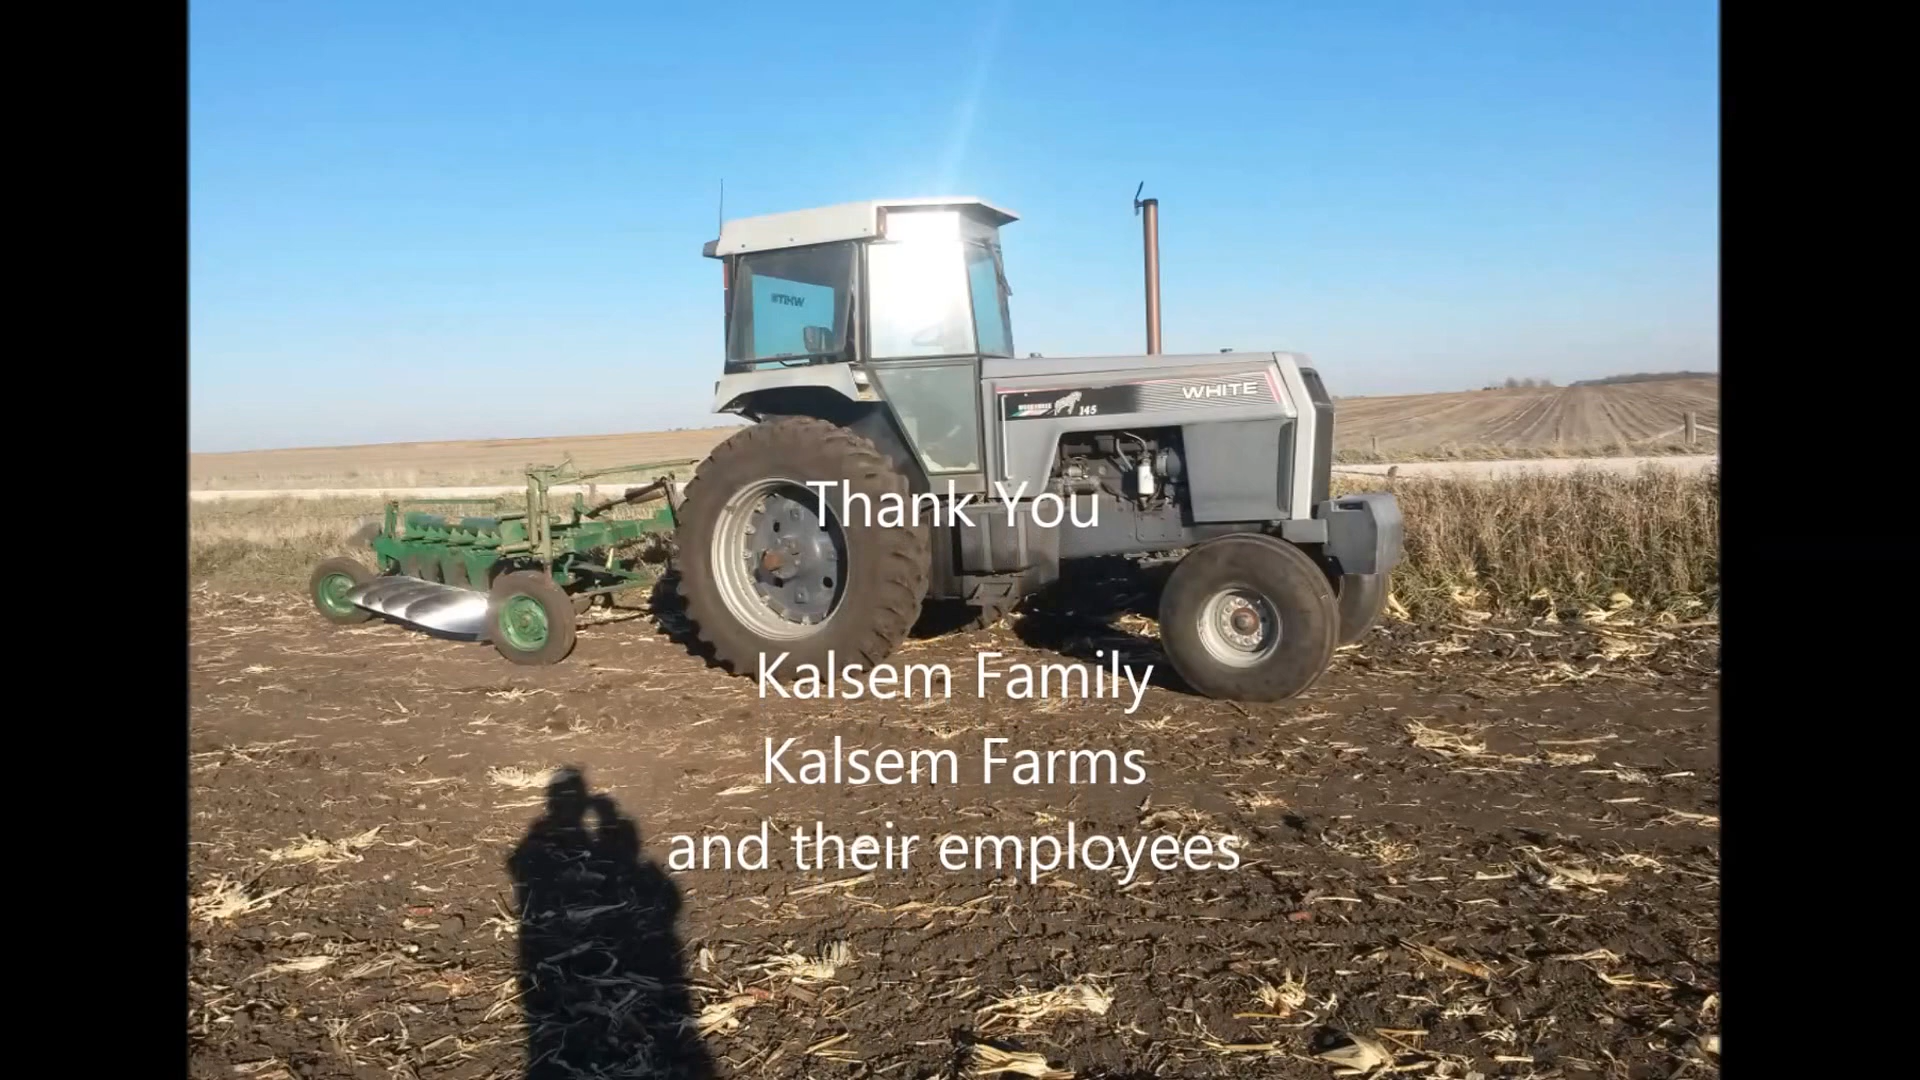 WHITE
145
Thank You
Kalsem Family
Kalsem Farms
and their employees